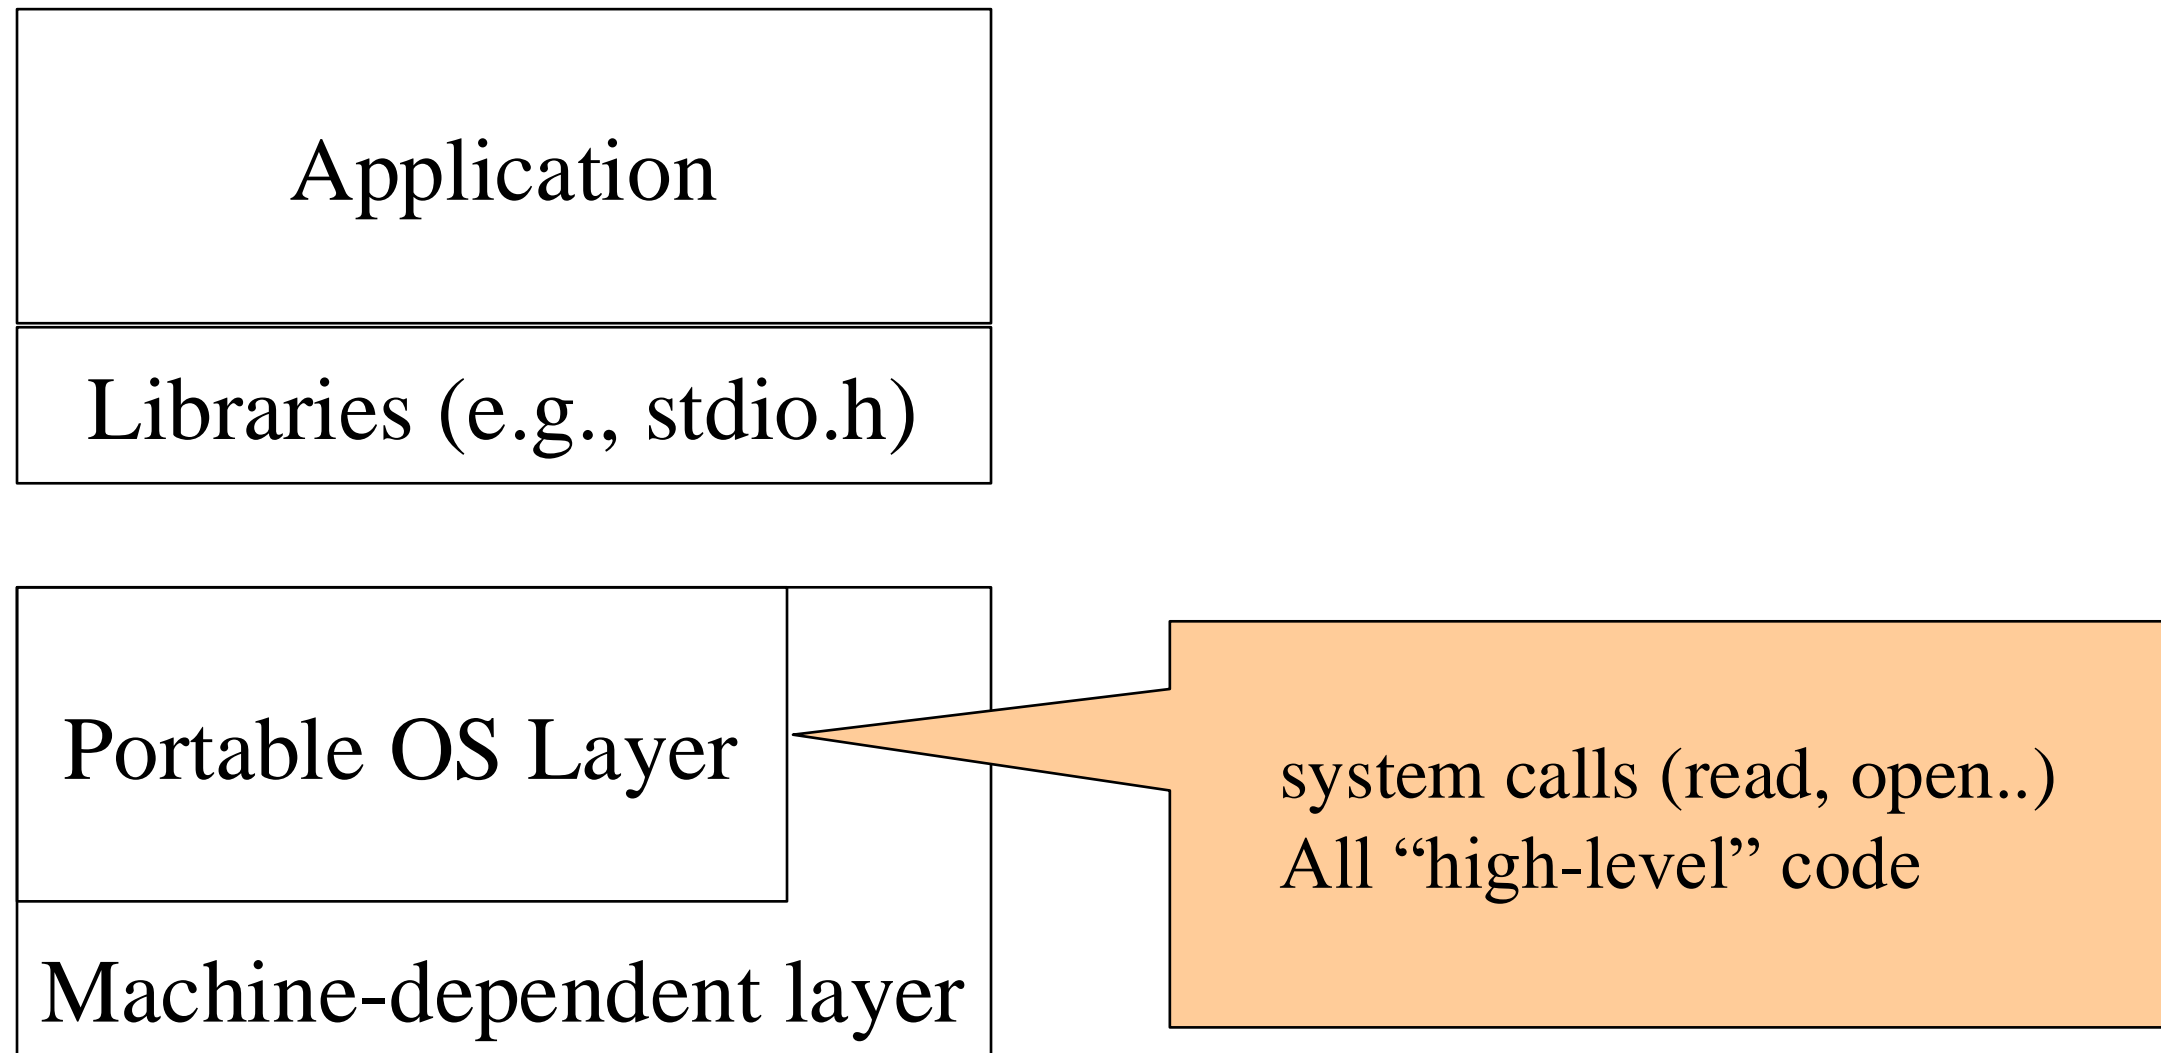 Application
Libraries (e.g., stdio.h)
Portable OS Layer
system calls (read, open..)
All “high-level” code
Machine-dependent layer